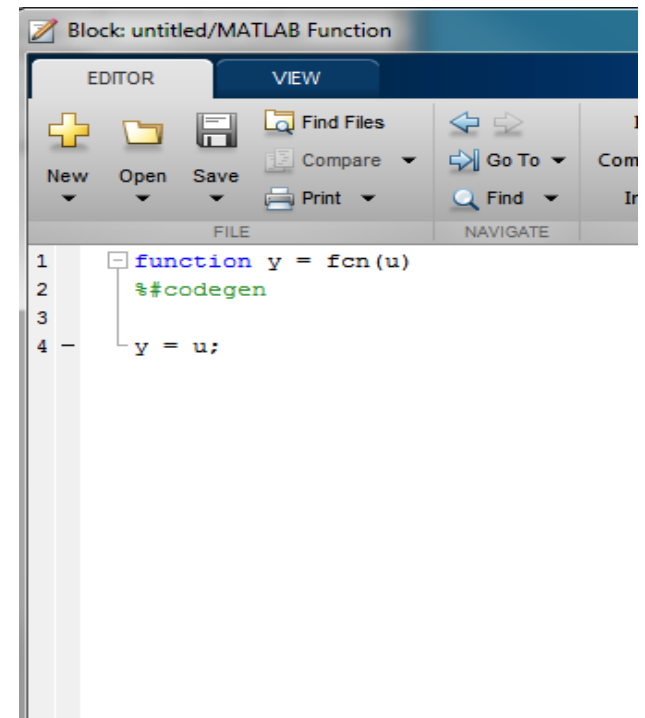 Block: untitled/MATLAB Function
EDITOR VIEW
New Open Save
Find Files
Compare
Print
FILE
Go To
Find
NAVIGATE
Com
1 function y = fcn(u)
2 %#codegen
3
4 y = u;